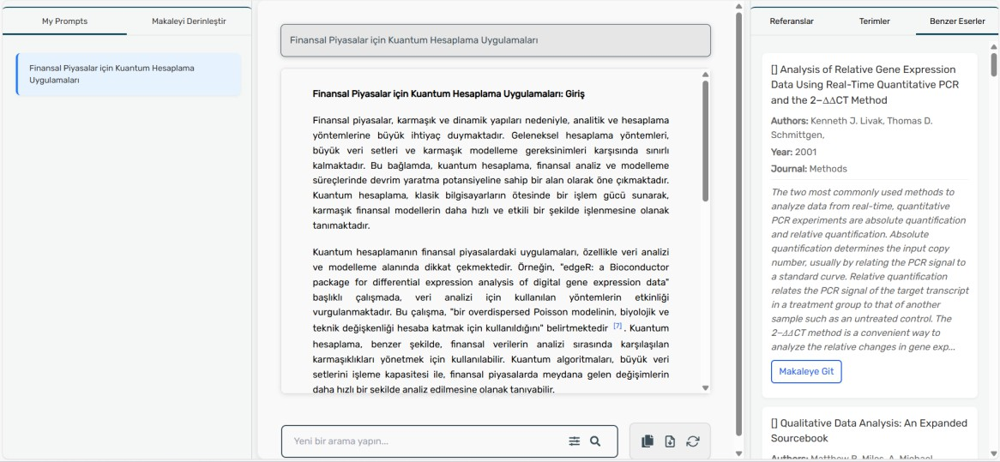 My Prompts
Makaleyi Derinleştir
Finansal Piyasalar için Kuantum Hesaplama
Uygulamaları
Finansal Piyasalar için Kuantum Hesaplama Uygulamaları
Finansal Piyasalar için Kuantum Hesaplama Uygulamaları: Giriş
Finansal piyasalar, karmaşık ve dinamik yapıları nedeniyle, analitik ve hesaplama
yöntemlerine büyük ihtiyaç duymaktadır. Geleneksel hesaplama yöntemleri,
büyük veri setleri ve karmaşık modelleme gereksinimleri karşısında sınırlı
kalmaktadır. Bu bağlamda, kuantum hesaplama, finansal analiz ve modelleme
süreçlerinde devrim yaratma potansiyeline sahip bir alan olarak öne çıkmaktadır.
Kuantum hesaplama, klasik bilgisayarların ötesinde bir işlem gücü sunarak,
karmaşık finansal modellerin daha hızlı ve etkili bir şekilde işlenmesine olanak
tanımaktadır.
Kuantum hesaplamanın finansal piyasalardaki uygulamaları, özellikle veri analizi
ve modelleme alanında dikkat çekmektedir. Örneğin, "edgeR: a Bioconductor
package for differential expression analysis of digital gene expression data"
başlıklı çalışmada, veri analizi için kullanılan yöntemlerin etkinliği
vurgulanmaktadır. Bu çalışma, "bir overdispersed Poisson modelinin, biyolojik ve
teknik değişkenliği hesaba katmak için kullanıldığını" belirtmektedir [7] . Kuantum
hesaplama, benzer şekilde, finansal verilerin analizi sırasında karşılaşılan
karmaşıklıkları yönetmek için kullanılabilir. Kuantum algoritmaları, büyük veri
setlerini işleme kapasitesi ile, finansal piyasalarda meydana gelen değişimlerin
daha hızlı bir şekilde analiz edilmesine olanak tanıyabilir.
Yeni bir arama yapın...
Referanslar
Terimler
Benzer Eserler
[] Analysis of Relative Gene Expression
Data Using Real-Time Quantitative PCR
and the 2−ΔΔCT Method
Authors: Kenneth J. Livak, Thomas D.
Schmittgen,
Year: 2001
Journal: Methods
The two most commonly used methods to
analyze data from real-time, quantitative
PCR experiments are absolute quantification
and relative quantification. Absolute
quantification determines the input copy
number, usually by relating the PCR signal to
a standard curve. Relative quantification
relates the PCR signal of the target transcript
in a treatment group to that of another
sample such as an untreated control. The
2−ΔΔCT method is a convenient way to
analyze the relative changes in gene exp...
Makaleye Git
[] Qualitative Data Analysis: An Expanded
Sourcebook
Authors: Matthew B. Miles, A. Michael